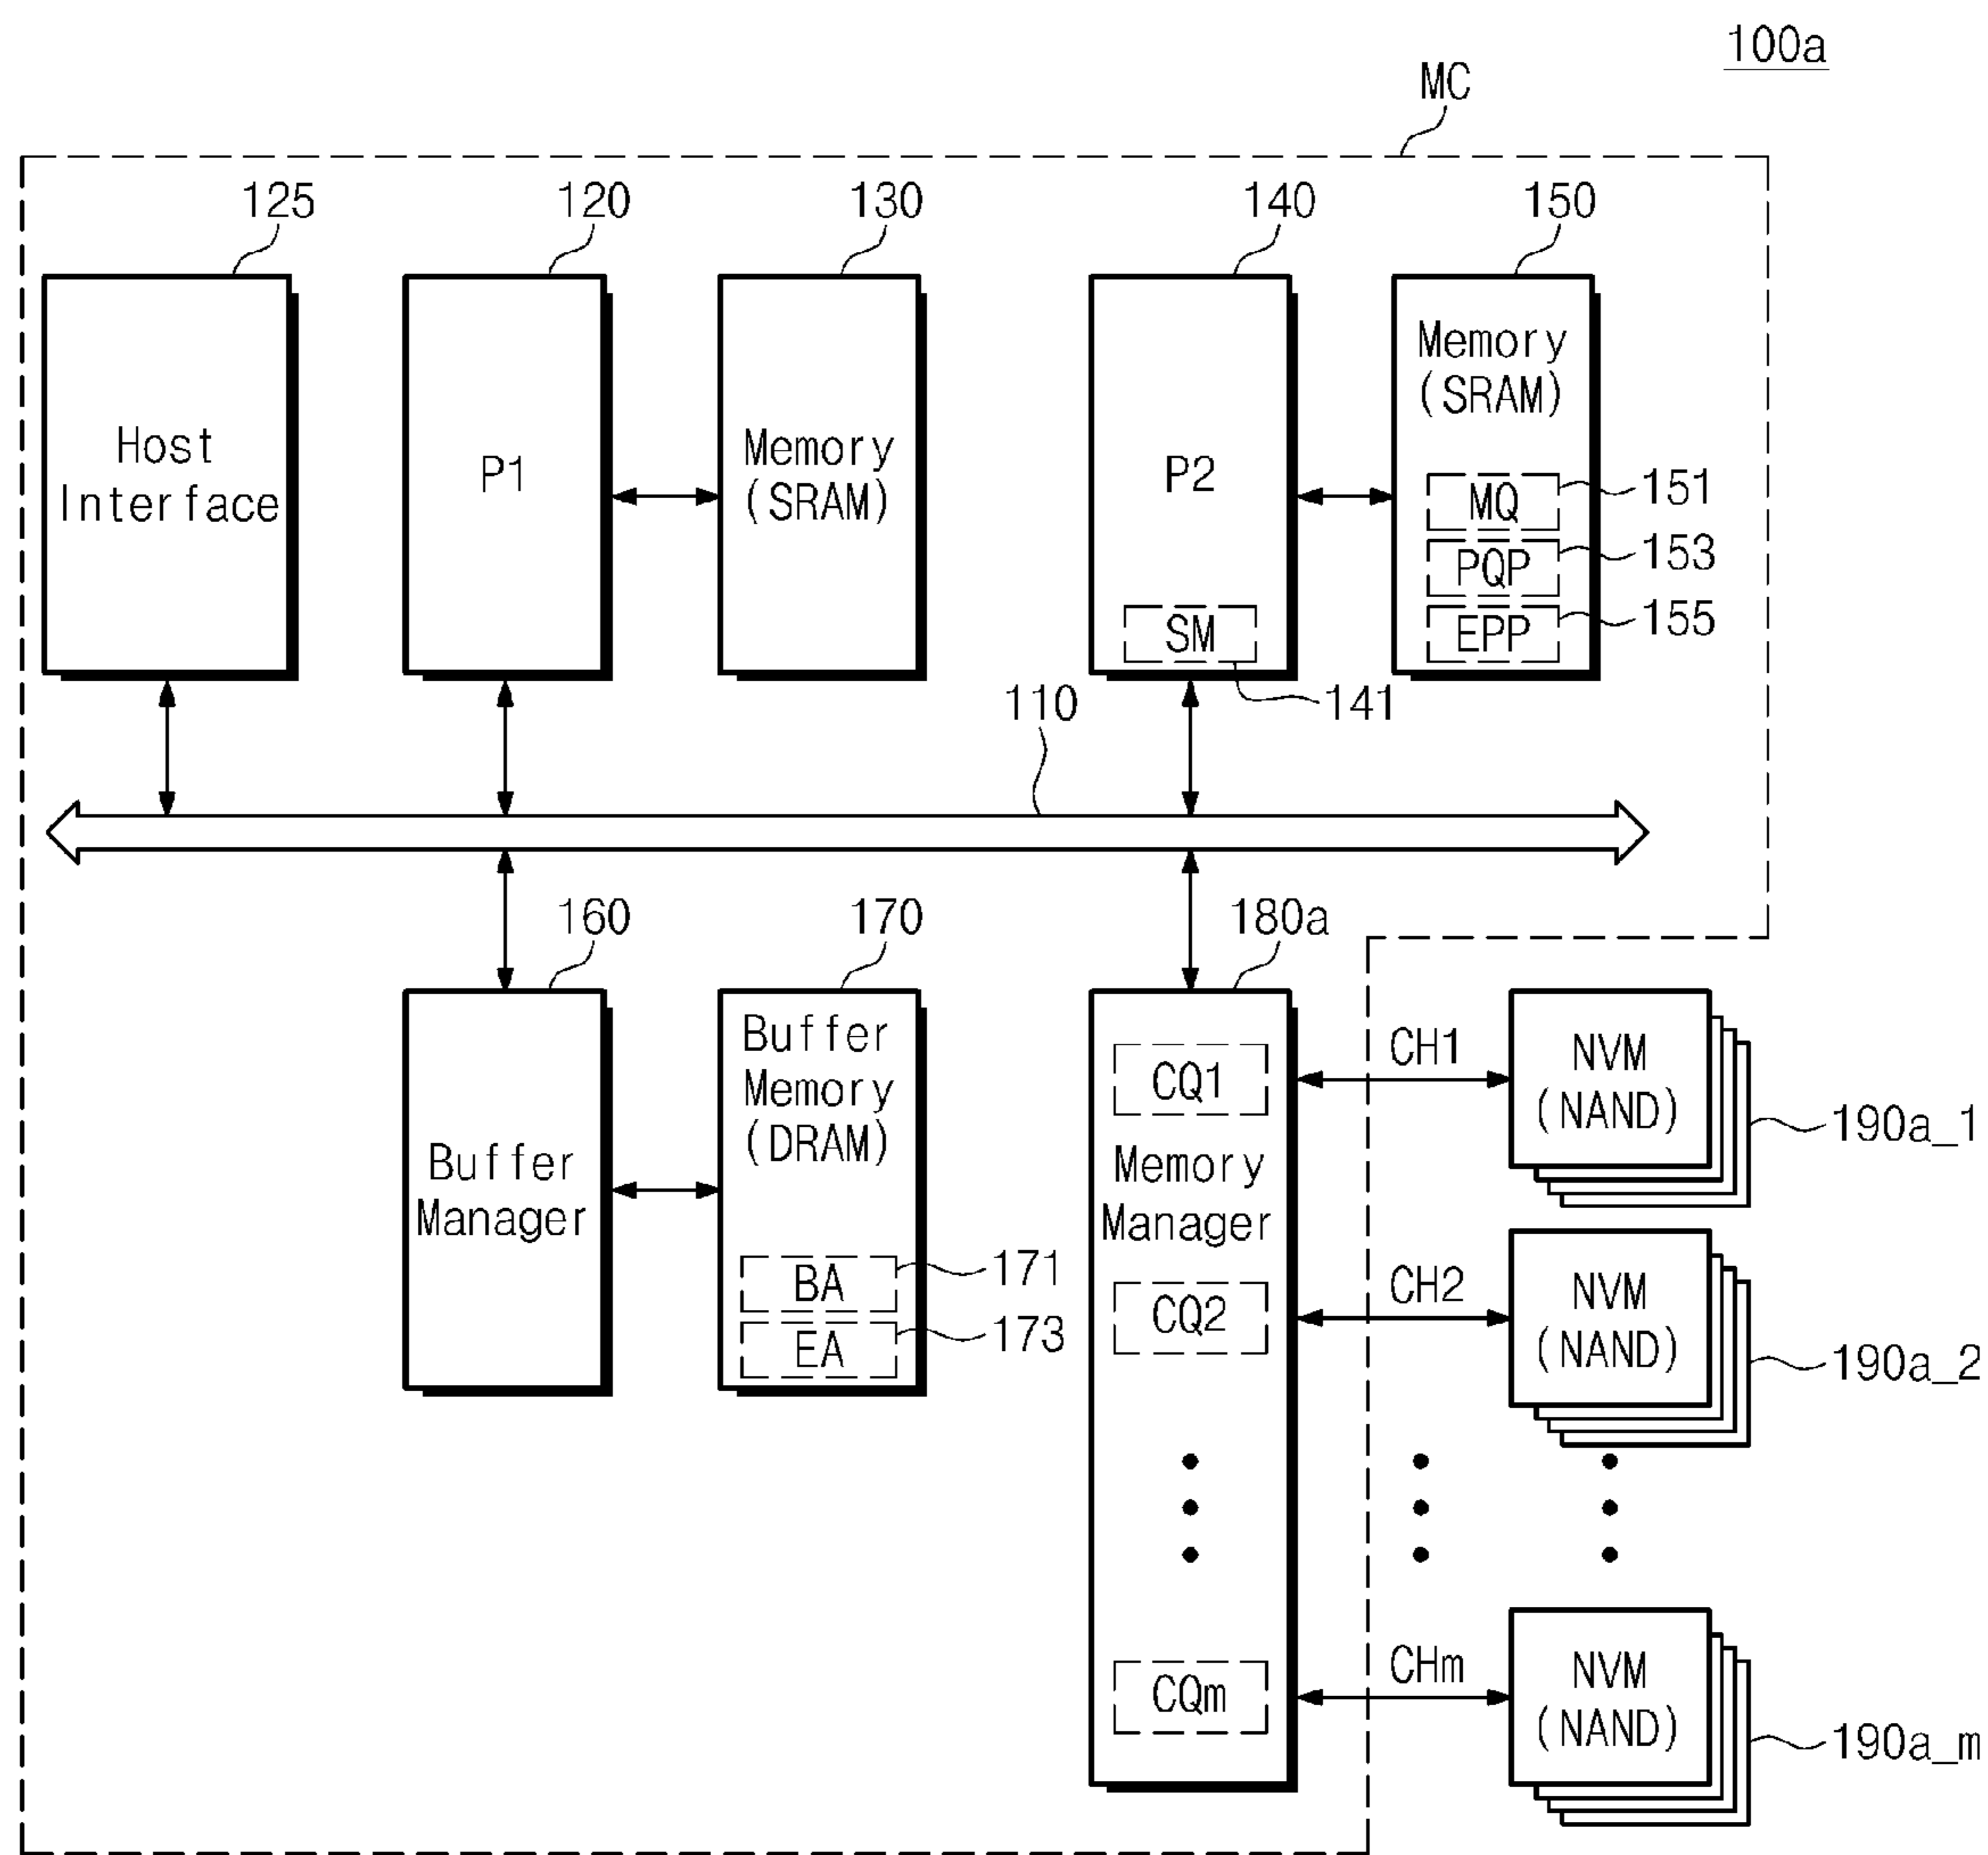 100a
MC
125
120
130
140
150
Host
Interface
P1
Memory
(SRAM)
P2
SM
141
Memory
(SRAM)
MQ
151
PQP
153
EPP
155
110
160
170
180a
Buffer
Manager
Buffer
Memory
(DRAM)
BA
171
EA
173
CQ1
Memory
Manager
CQ2
CQm
CH1
NVM
(NAND)
190a_1
CH2
NVM
(NAND)
190a_2
CHm
NVM
(NAND)
190a_m